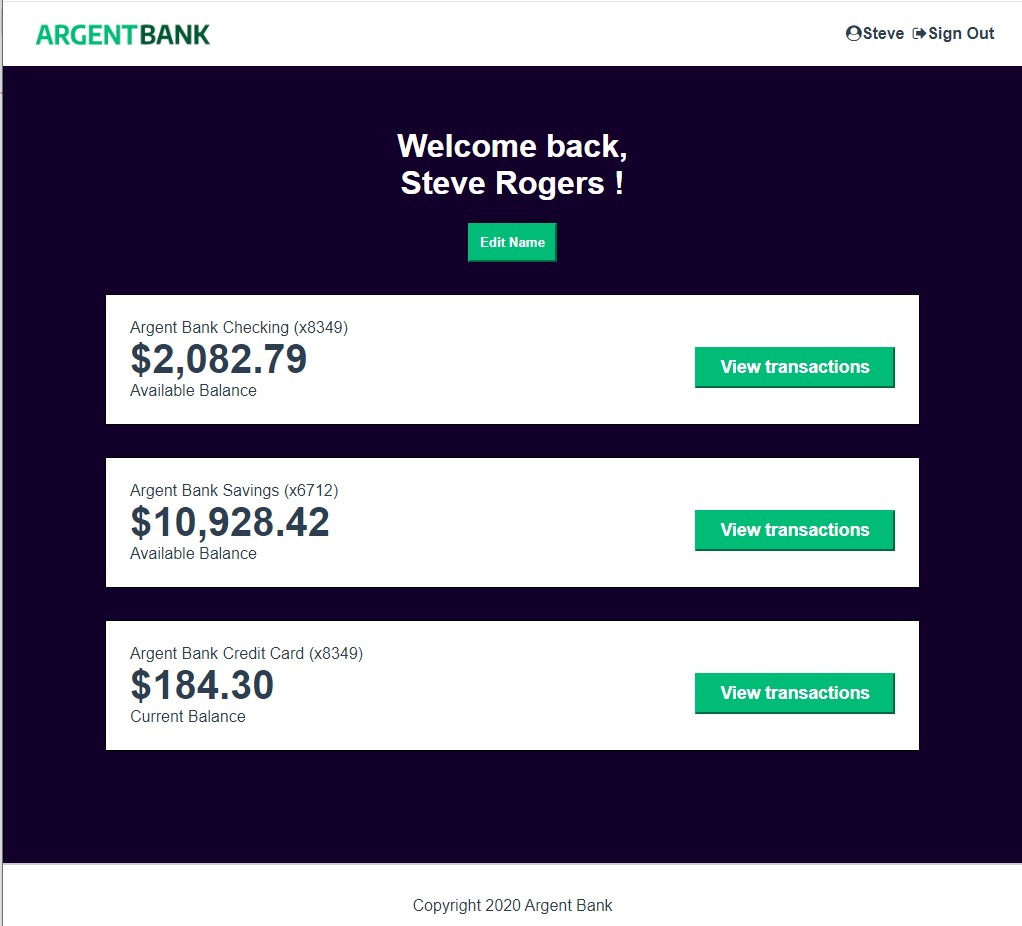 ARGENTBANK
Steve Sign Out
Welcome back,
Steve Rogers !
Edit Name
Argent Bank Checking (x8349)
$2,082.79
Available Balance
View transactions
Argent Bank Savings (x6712)
$10,928.42
Available Balance
View transactions
Argent Bank Credit Card (x8349)
$184.30
Current Balance
View transactions
Copyright 2020 Argent Bank